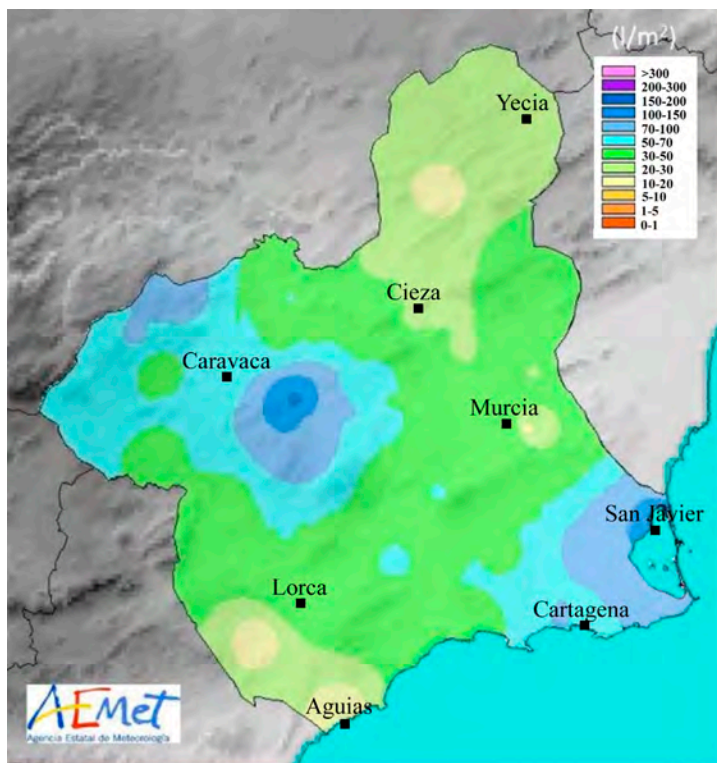 (l/m²)
>300
200-300
150-200
100-150
70-100
50-70
30-50
20-30
10-20
5-10
1-5
0-1
Yecia
Cieza
Caravaca
Murcia
San Javier
Lorca
Cartagena
Aguias
AEMet
Agencia Estatal de Meteorología